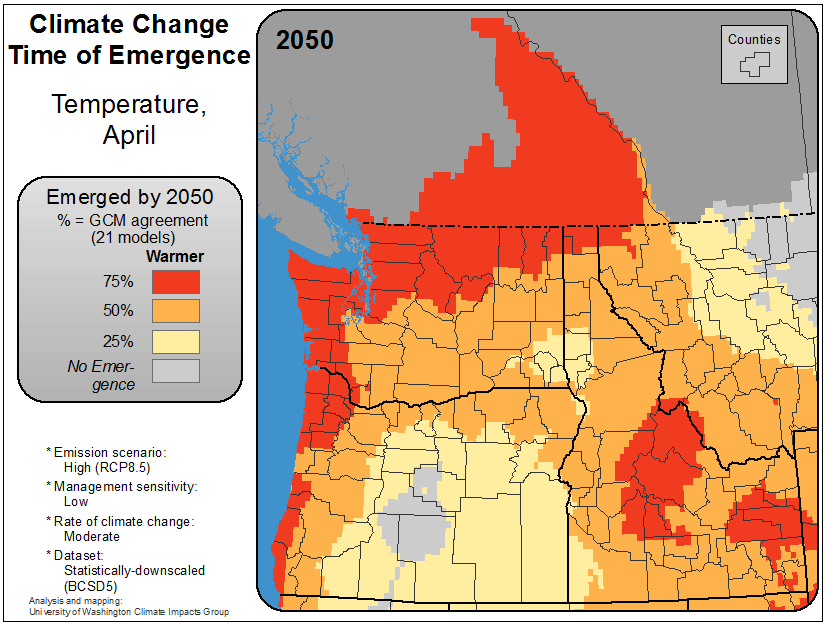 Climate Change
Time of Emergence
Temperature,
April
Emerged by 2050
% = GCM agreement
(21 models)
Warmer
75%
50%
25%
No Emer-
gence
* Emission scenario:
High (RCP8.5)
* Management sensitivity:
Low
* Rate of climate change:
Moderate
* Dataset:
Statistically-downscaled
(BCSD5)
Analysis and mapping:
University of Washington Climate Impacts Group
2050
Counties